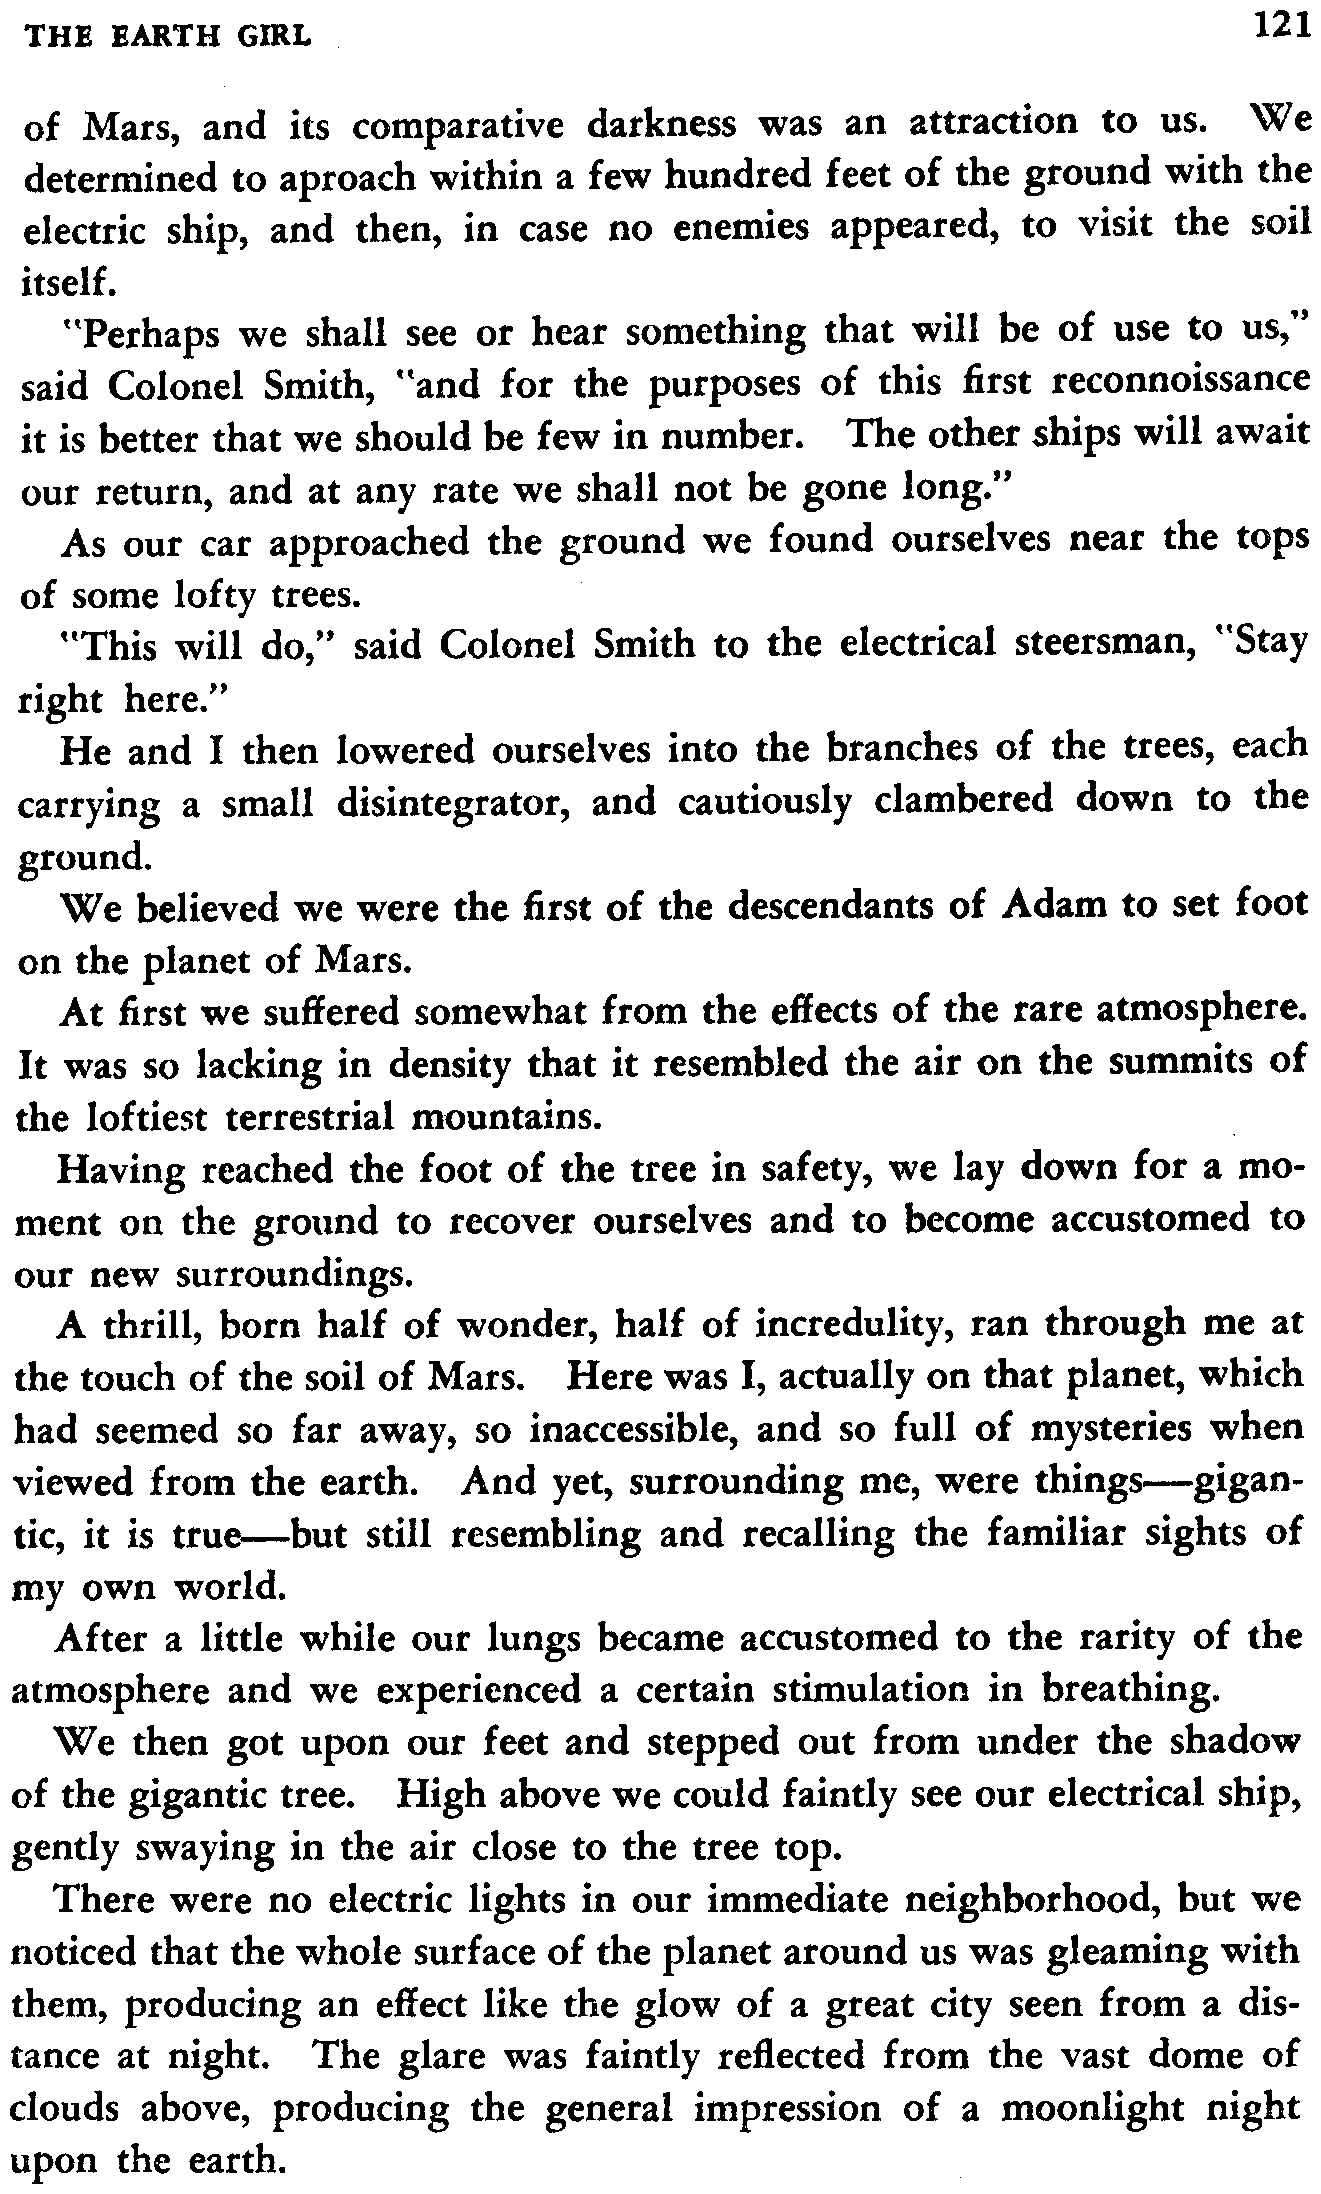 THE EARTH GIRL 121
of Mars, and its comparative darkness was an attraction to us. We
determined to aproach within a few hundred feet of the ground with the
electric ship, and then, in case no enemies appeared, to visit the soil
itself.
"Perhaps we shall see or hear something that will be of use to us,"
said Colonel Smith, "and for the purposes of this first reconnoissance
it is better that we should be few in number. The other ships will await
our return, and at any rate we shall not be gone long."
As our car approached the ground we found ourselves near the tops
of some lofty trees.
"This will do," said Colonel Smith to the electrical steersman, "Stay
right here."
He and I then lowered ourselves into the branches of the trees, each
carrying a small disintegrator, and cautiously clambered down to the
ground.
We believed we were the first of the descendants of Adam to set foot
on the planet of Mars.
At first we suffered somewhat from the effects of the rare atmosphere.
It was so lacking in density that it resembled the air on the summits of
the loftiest terrestrial mountains.
Having reached the foot of the tree in safety, we lay down for a mo-
ment on the ground to recover ourselves and to become accustomed to
our new surroundings.
A thrill, born half of wonder, half of incredulity, ran through me at
the touch of the soil of Mars. Here was I, actually on that planet, which
had seemed so far away, so inaccessible, and so full of mysteries when
viewed from the earth. And yet, surrounding me, were things—gigan-
tic, it is true—but still resembling and recalling the familiar sights of
my own world.
After a little while our lungs became accustomed to the rarity of the
atmosphere and we experienced a certain stimulation in breathing.
We then got upon our feet and stepped out from under the shadow
of the gigantic tree. High above we could faintly see our electrical ship,
gently swaying in the air close to the tree top.
There were no electric lights in our immediate neighborhood, but we
noticed that the whole surface of the planet around us was gleaming with
them, producing an effect like the glow of a great city seen from a dis-
tance at night. The glare was faintly reflected from the vast dome of
clouds above, producing the general impression of a moonlight night
upon the earth.